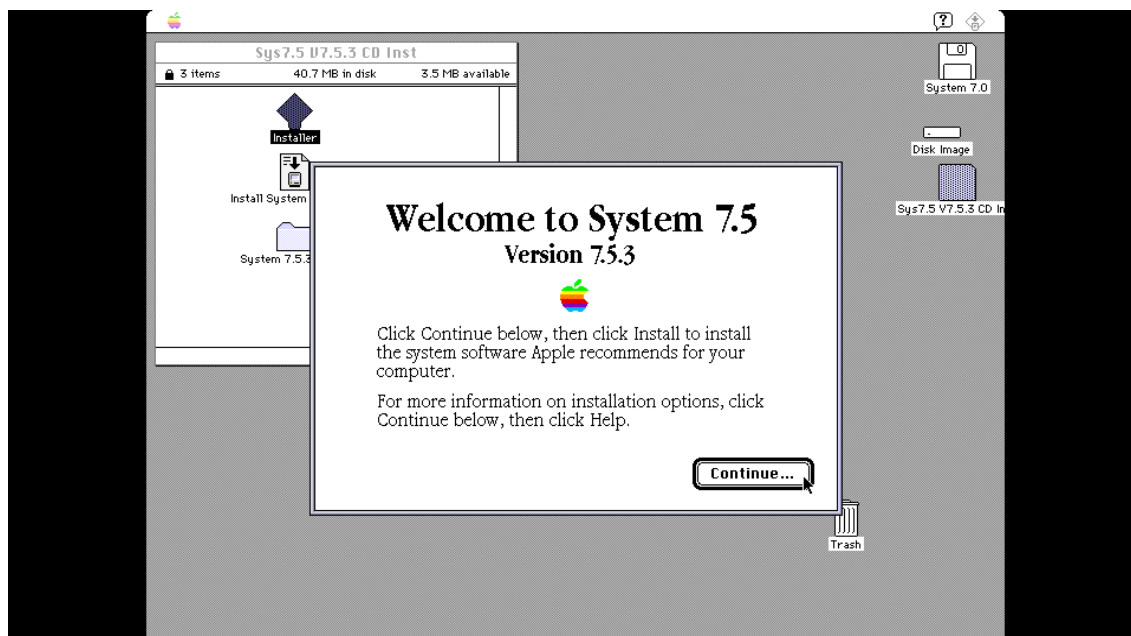 Sys7.5 V7.5.3 CD Inst
3 items 40.7 MB in disk 3.5 MB available
Installer
Install System
System 7.5.3
Welcome to System 7.5
Version 7.5.3
Click Continue below, then click Install to install
the system software Apple recommends for your
computer.
For more information on installation options, click
Continue below, then click Help.
Continue...
System 7.0
Disk Image
Sys7.5 V7.5.3 CD In
Trash